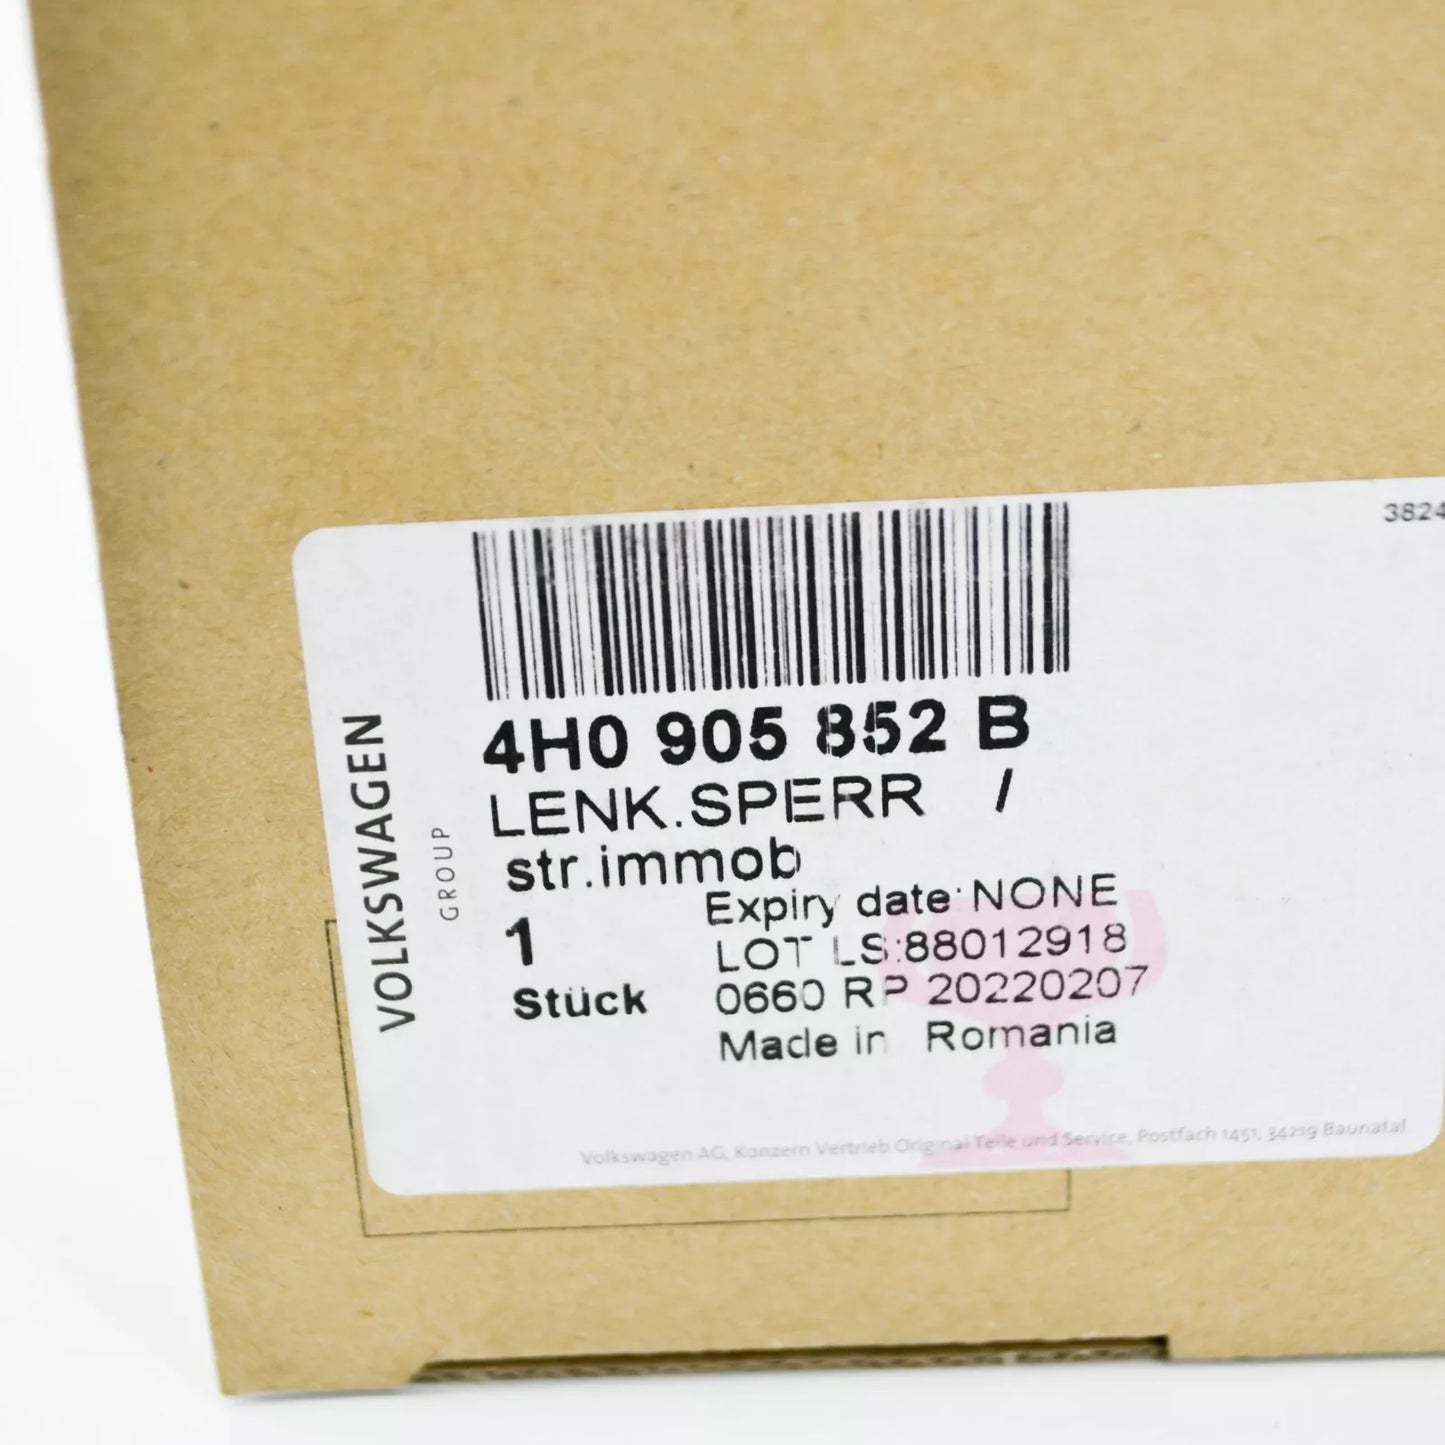 3824
4H0 905 852 B
LENK.SPERR /
str.immob
1
Stück
Expiry date:NONE
LOT LS:88012918
0660 RP 20220207
Made in Romania
VOLKSWAGEN
GROUP
Volkswagen AG, Konzern Vertrieb Original Teile und Service, Postfach 1451, 34219 Baunatal